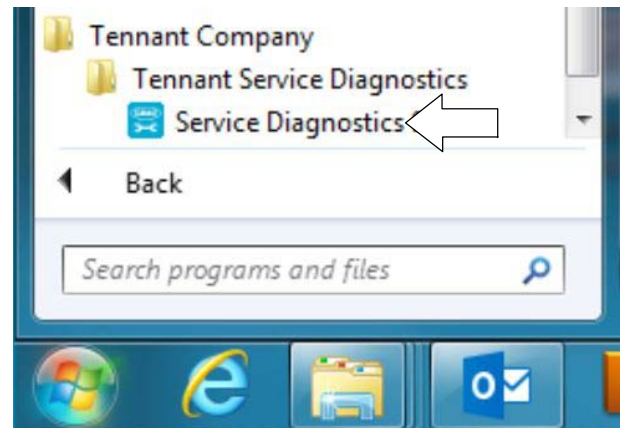 Tennant Company
Tennant Service Diagnostics
Service Diagnostics
Back
Search programs and files